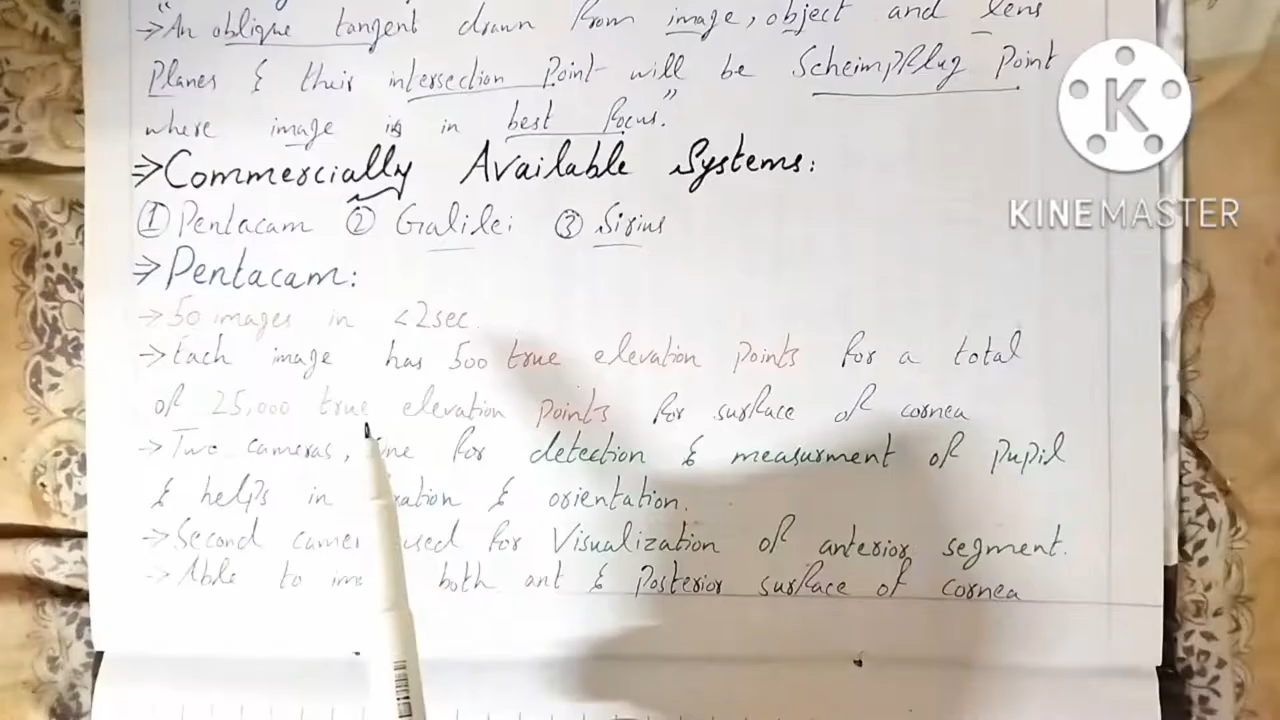 →"An oblique tangent drawn from image, object and lens
Planes & their intersection Point will be Scheimpflug Point
where image is in best focus."
⇒Commercially Available Systems:
① Pentacam ② Galilei ③ Sirius
⇒Pentacam:
→50 images in <2sec.
→Each image has 500 true elevation points for a total
of 25,000 true elevation points for surface of cornea
→Two cameras, One for detection & measurment of pupil
& helps in & orientation.
→Second camer used for Visualization of anterior segment.
→Able to im both ant & Posterior surface of cornea
K
KINEMASTER